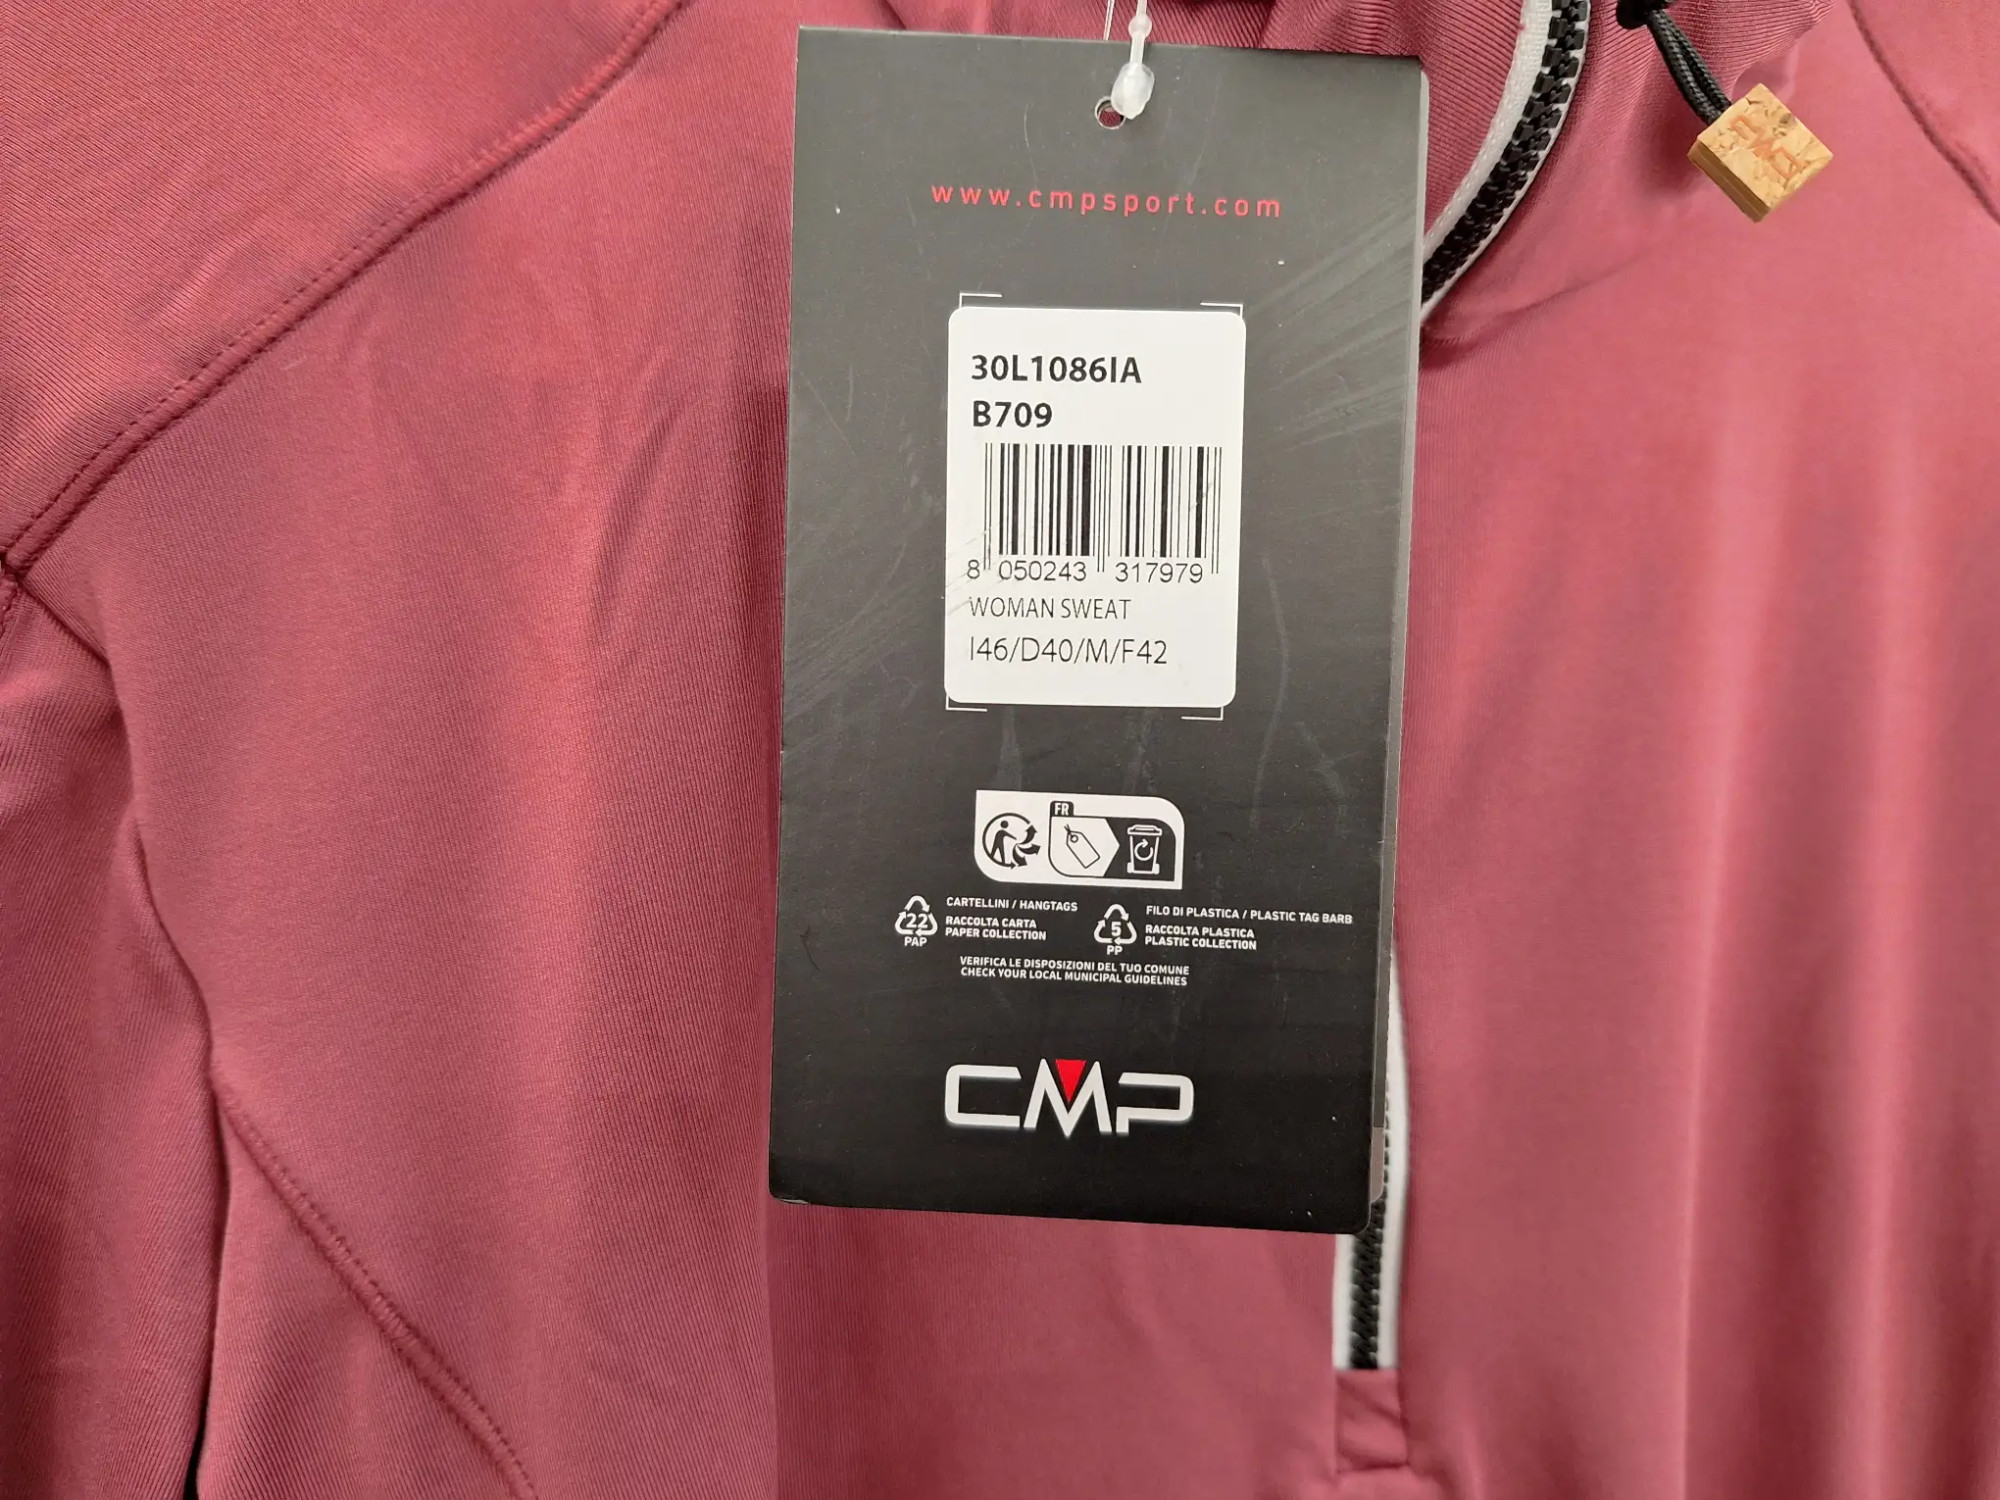 www.cmpsport.com
30L1086IA
B709
8 050243 317979
WOMAN SWEAT
I46/D40/M/F42
FR
22
PAP
CARTELLINI / HANGTAGS
RACCOLTA CARTA
PAPER COLLECTION
5
PP
FILO DI PLASTICA / PLASTIC TAG BARB
RACCOLTA PLASTICA
PLASTIC COLLECTION
VERIFICA LE DISPOSIZIONI DEL TUO COMUNE
CHECK YOUR LOCAL MUNICIPAL GUIDELINES
CMP